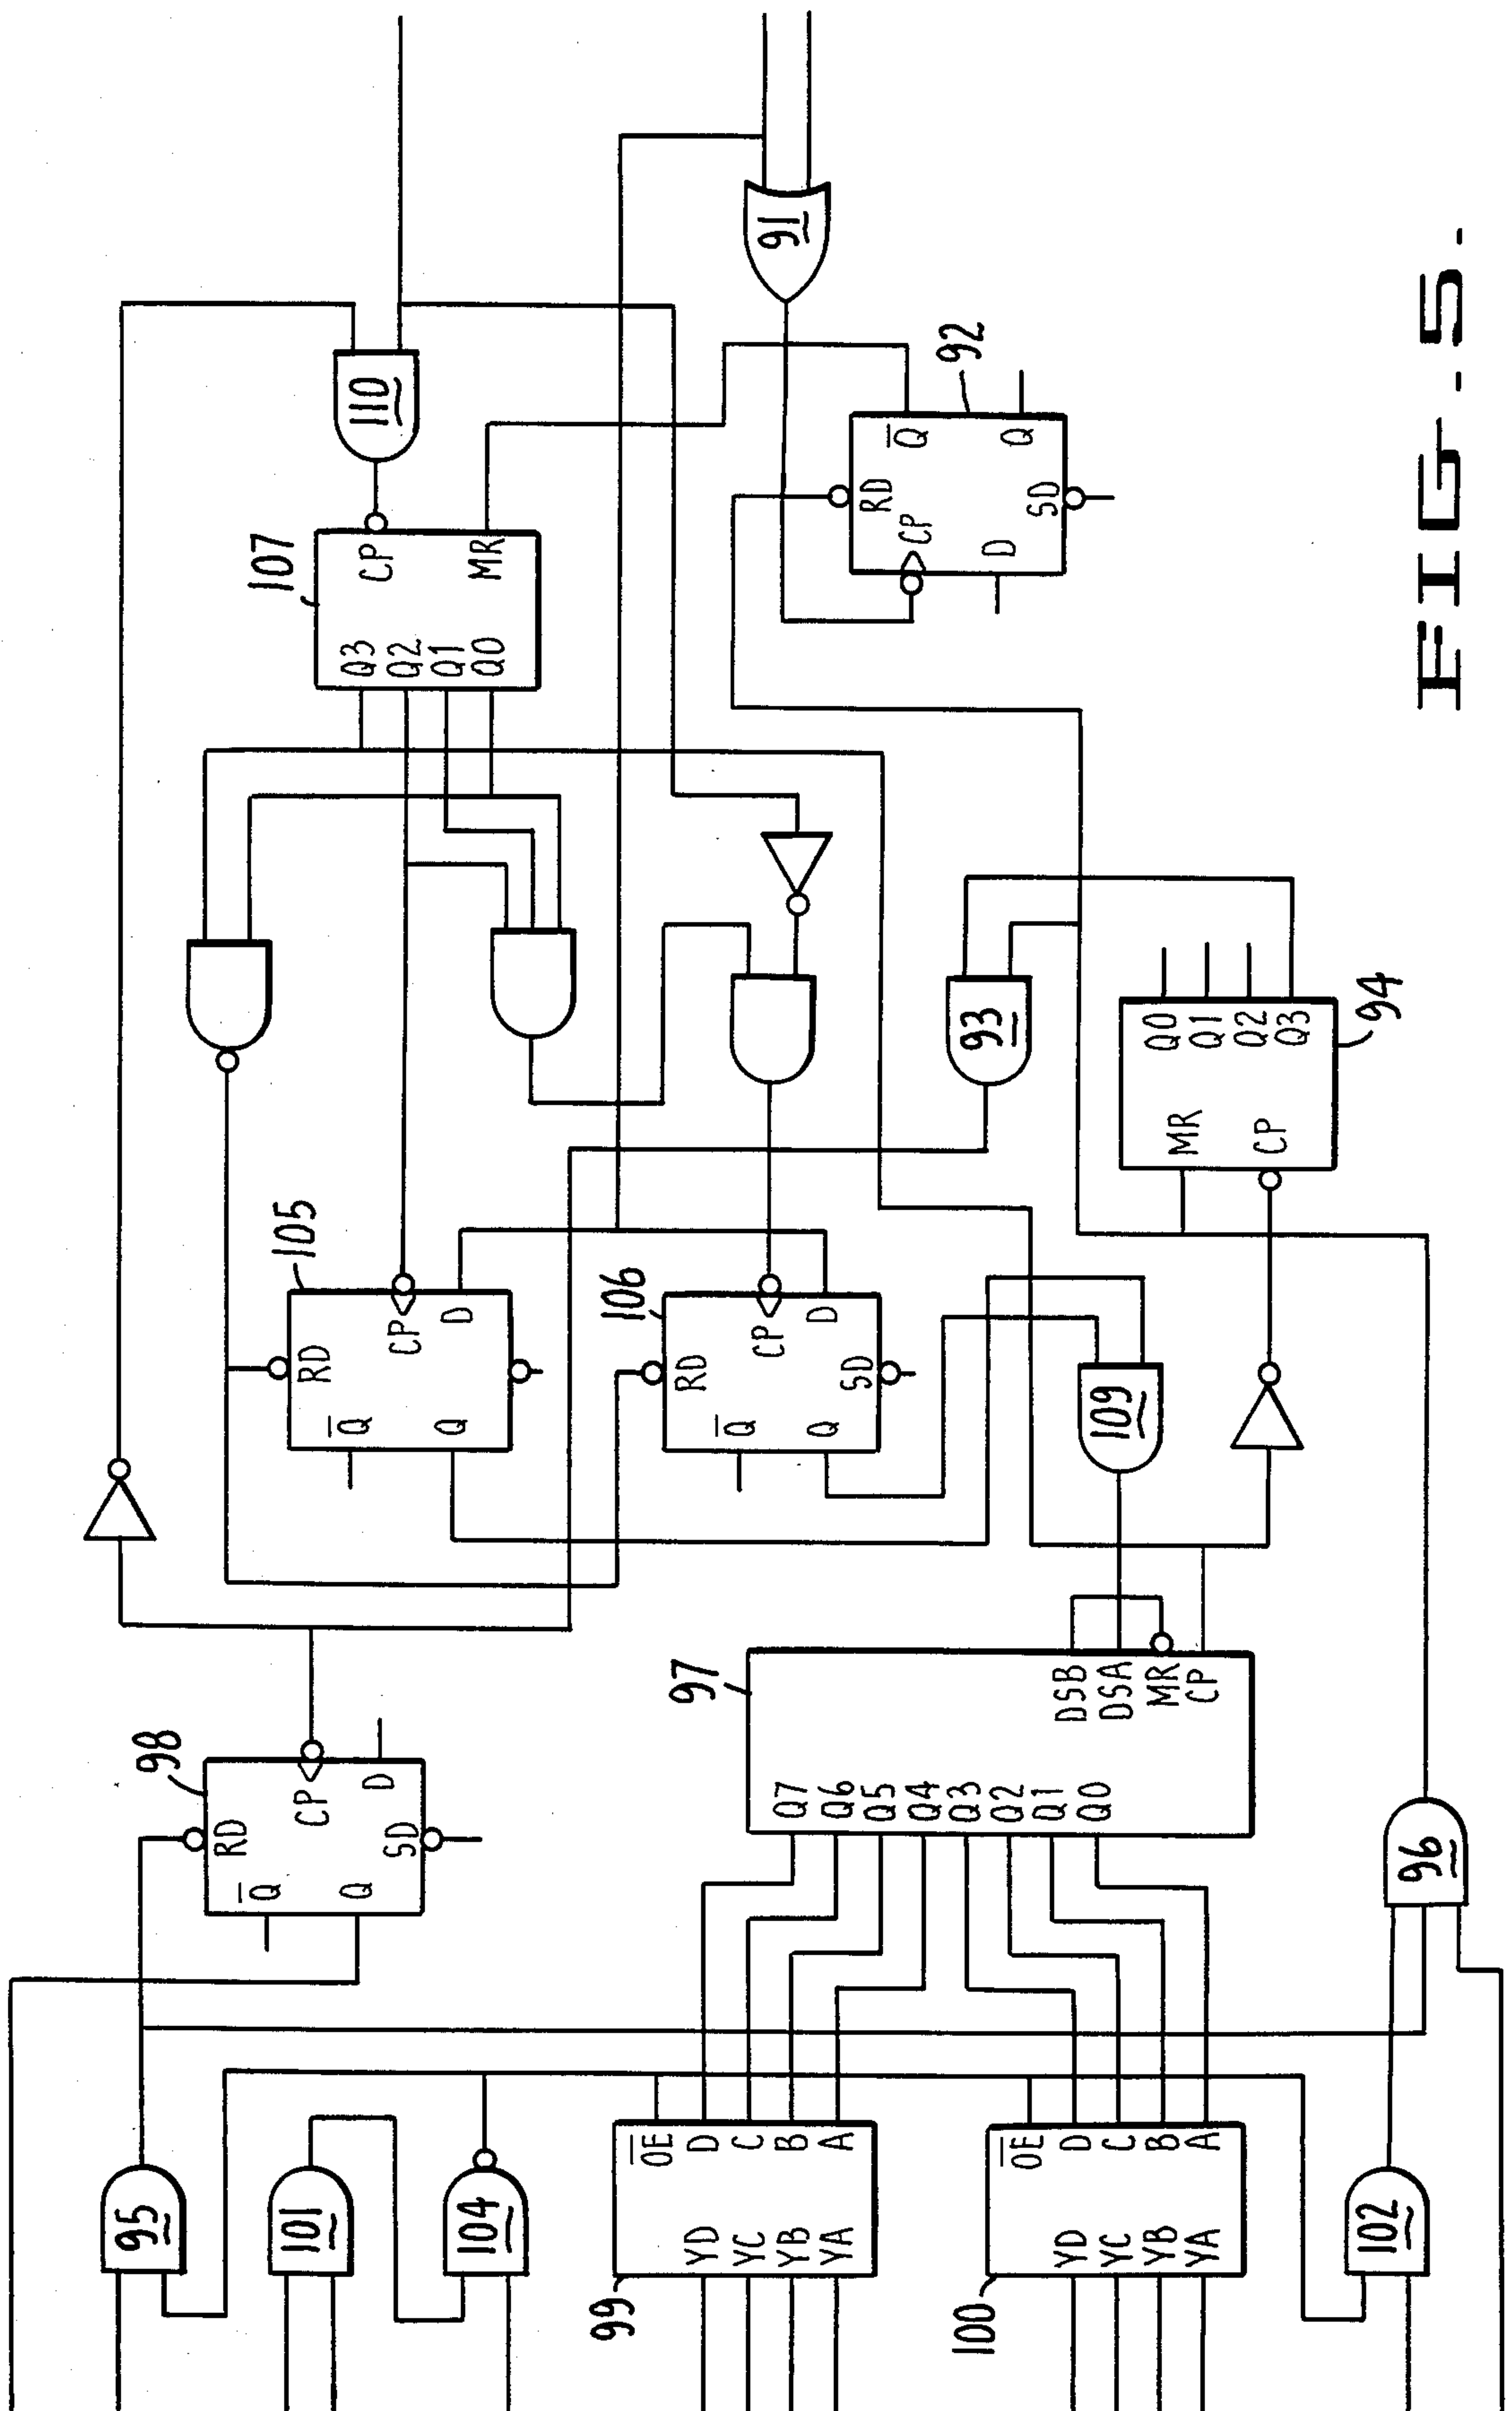 110
107
CP
MR
Q3
Q2
Q1
Q0
91
92
RD
Q̅
CP
Q
D
SD
105
RD
CP
D
Q̅
Q
106
RD
CP
D
Q̅
SD
Q
93
94
Q0
Q1
Q2
Q3
MR
CP
109
98
RD
CP
D
Q̅
SD
Q
97
DSB
DSA
MR
CP
Q7
Q6
Q5
Q4
Q3
Q2
Q1
Q0
96
95
101
104
99
O̅E̅
D
C
B
A
YD
YC
YB
YA
100
O̅E̅
D
C
B
A
YD
YC
YB
YA
102
FIG-5.